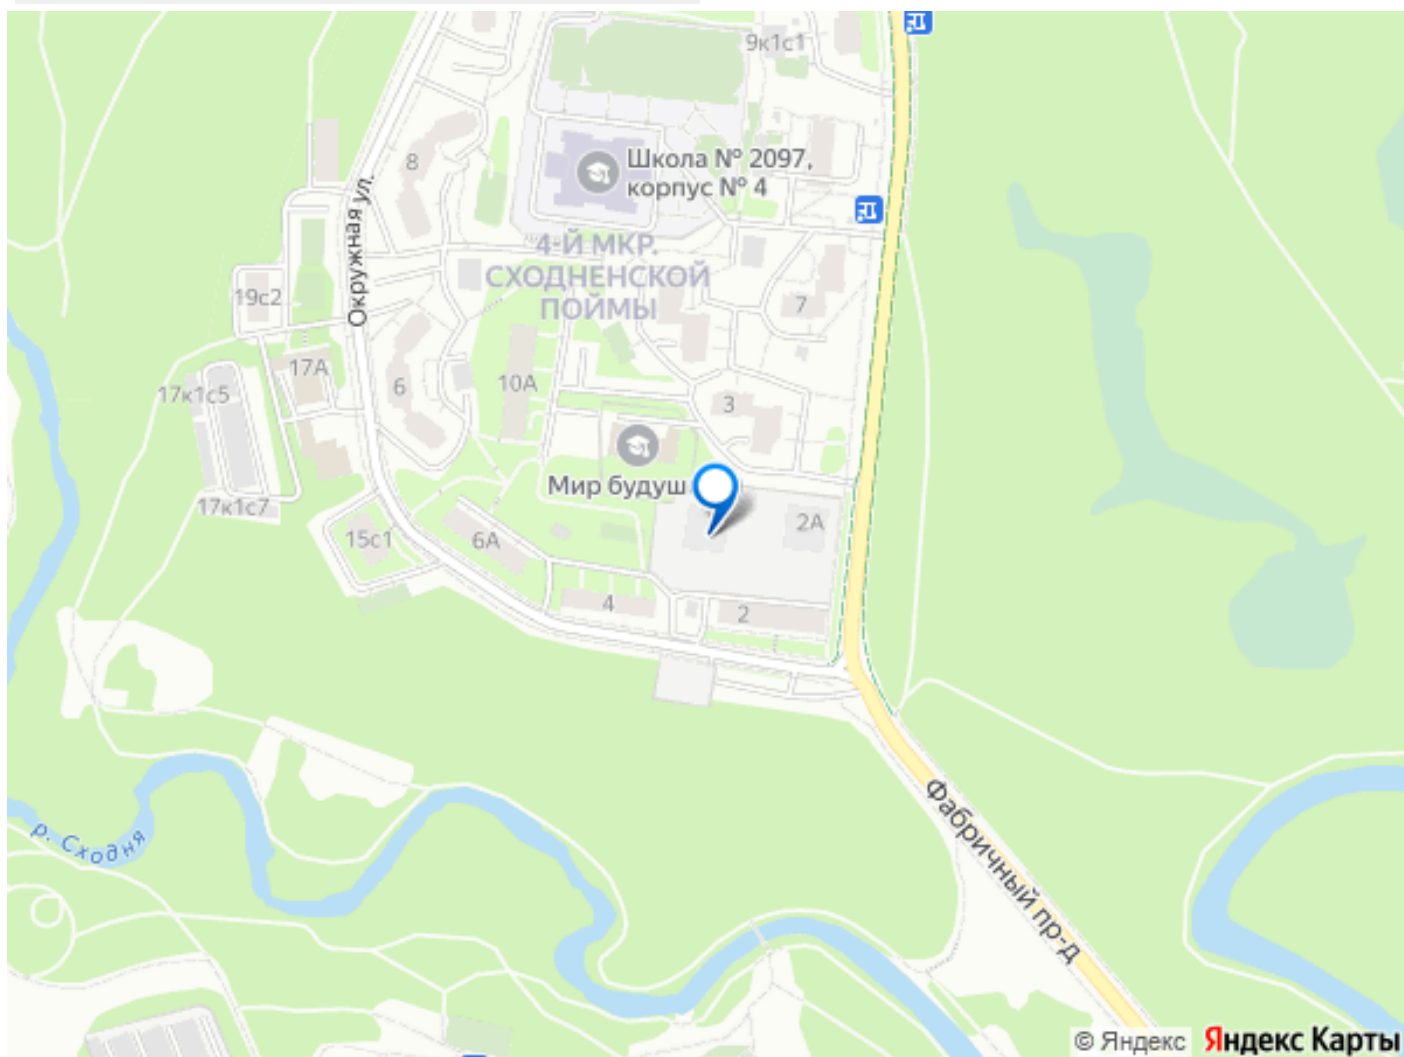 9к1с1
Школа № 2097,
корпус № 4
8
Окружная ул.
4-Й МКР.
СХОДНЕНСКОЙ
ПОЙМЫ
19с2
7
17А
17к1с5
6
10А
3
Мир будущ
17к1с7
15с1
6А
2А
4
2
р. Сходня
Фабричный пр-д
© Яндекс Яндекс Карты